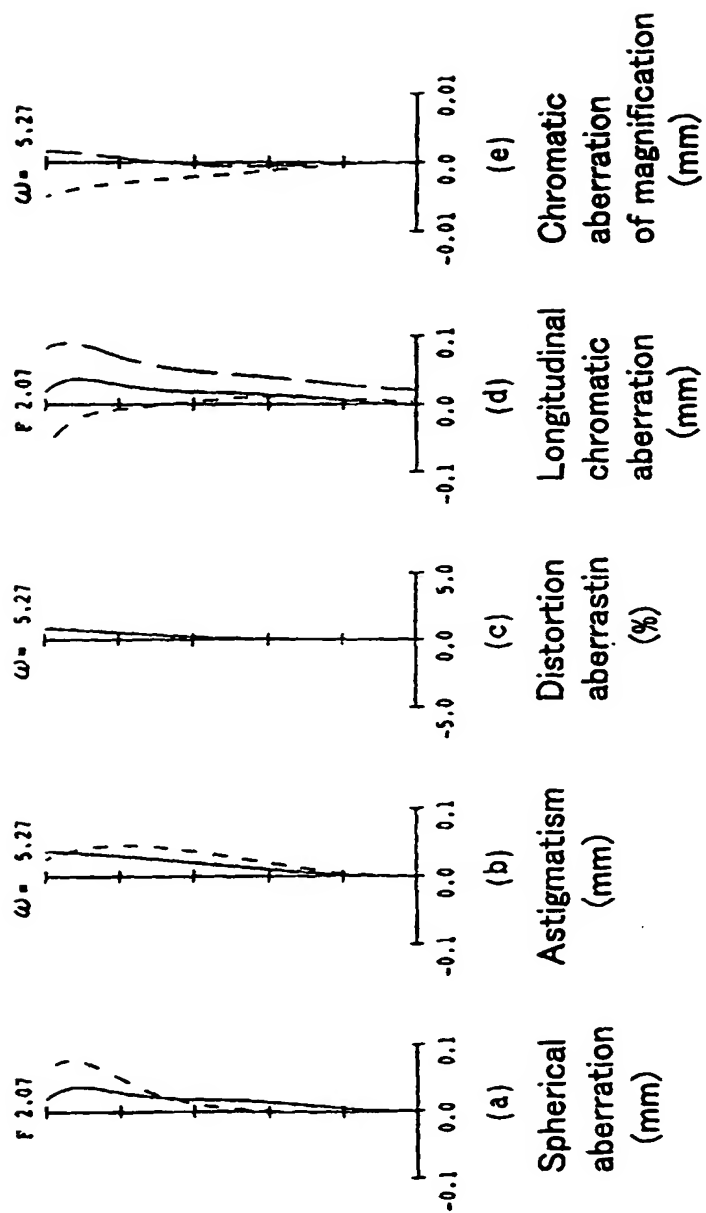 F 2.07
-0.1 0.0 0.1
(a)
Spherical
aberration
(mm)
ω= 5.27
-0.1 0.0 0.1
(b)
Astigmatism
(mm)
ω= 5.27
-5.0 0.0 5.0
(c)
Distortion
aberrastin
(%)
F 2.07
-0.1 0.0 0.1
(d)
Longitudinal
chromatic
aberration
(mm)
ω= 5.27
-0.01 0.0 0.01
(e)
Chromatic
aberration
of magnification
(mm)